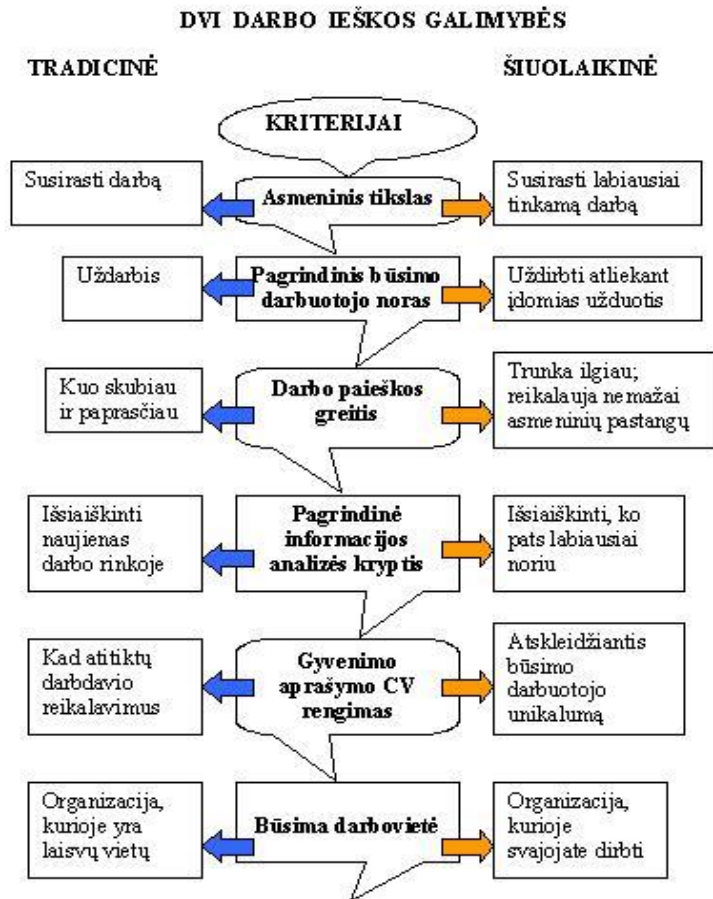 DVI DARBO IEŠKOS GALIMYBĖS
TRADICINĖ
ŠIUOLAIKINĖ
KRITERIJAI
Susirasti darbą
Asmeninis tikslas
Susirasti labiausiai
tinkamą darbą
Uždarbis
Pagrindinis būsimo
darbuotojo noras
Uždirbti atliekant
įdomias užduotis
Kuo skubiau
ir paprasčiau
Darbo paieškos
greitis
Trunka ilgiau;
reikalauja nemažai
asmeninių pastangų
Išsiaiškinti
naujienas
darbo rinkoje
Pagrindinė
informacijos
analizės kryptis
Išsiaiškinti, ko
pats labiausiai
noriu
Kad atitiktų
darbdavio
reikalavimus
Gyvenimo
aprašymo CV
rengimas
Atskleidžiantis
būsimo
darbuotojo
unikalumą
Organizacija,
kurioje yra
laisvų vietų
Būsima darbovietė
Organizacija,
kurioje
svajojate dirbti